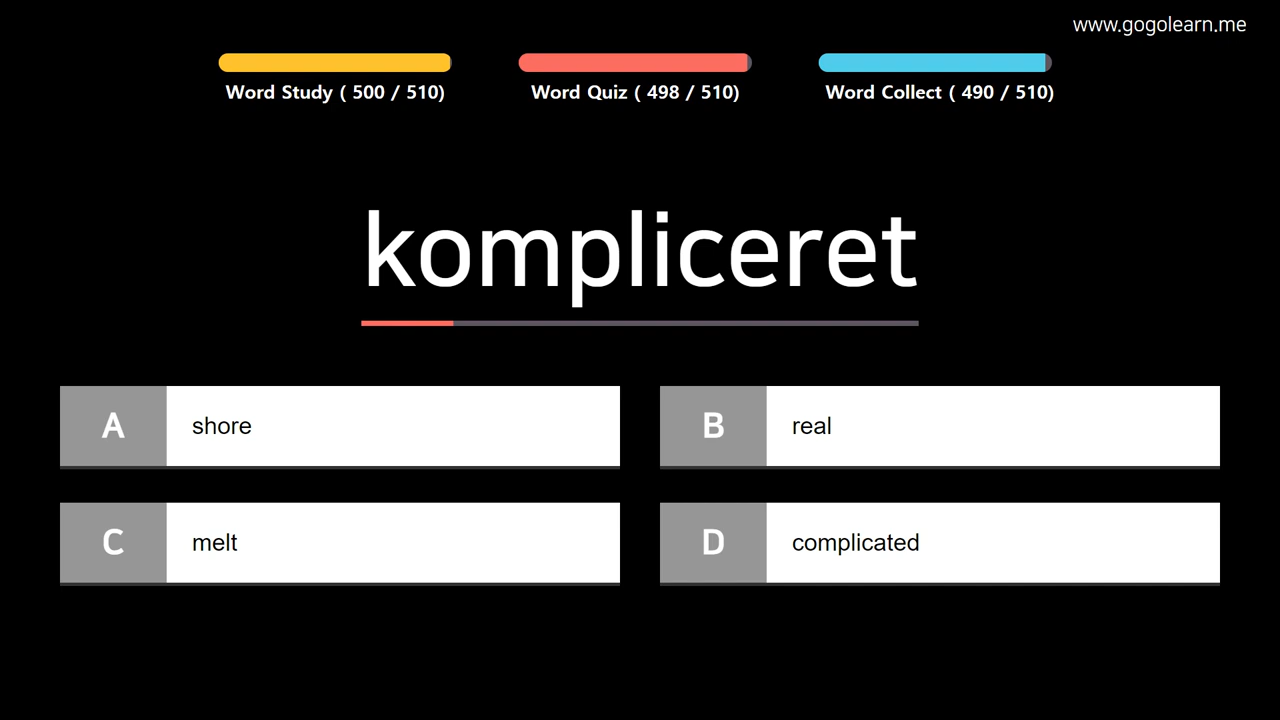 www.gogolearn.me
Word Study ( 500 / 510)
Word Quiz ( 498 / 510)
Word Collect ( 490 / 510)
kompliceret
A shore
B real
C melt
D complicated